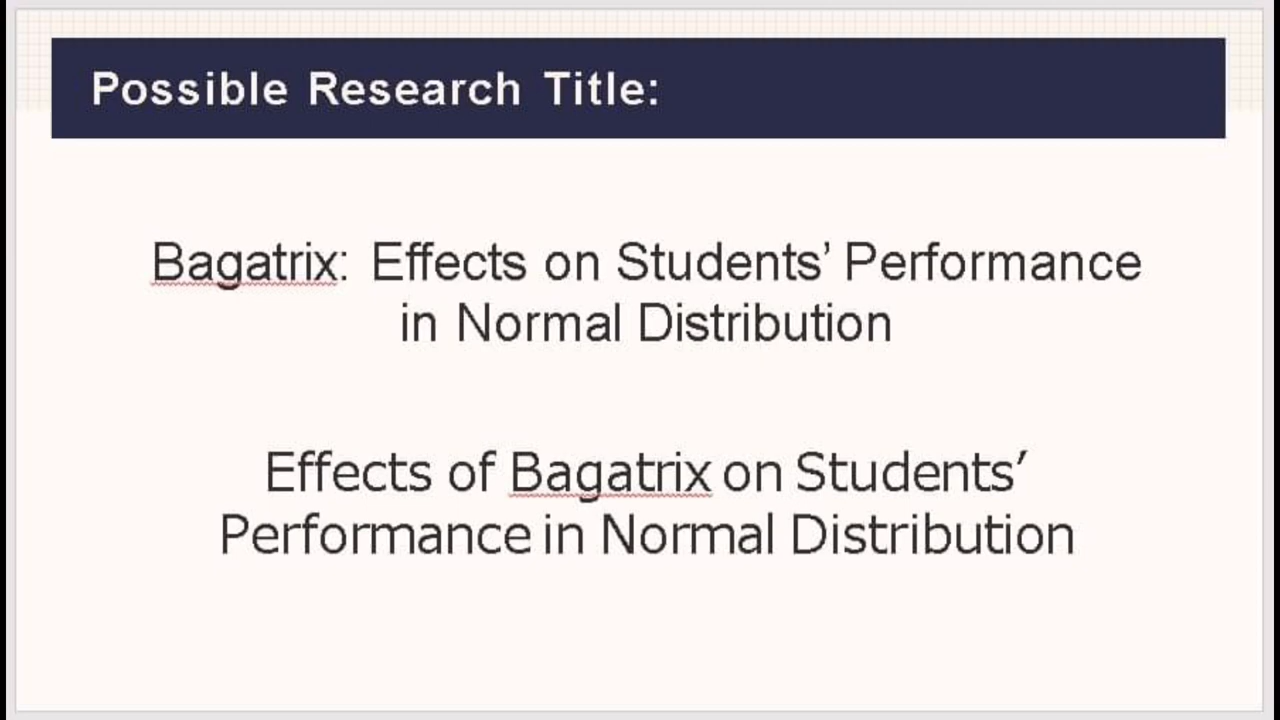 Possible Research Title:
Bagatrix: Effects on Students’ Performance
in Normal Distribution
Effects of Bagatrix on Students’
Performance in Normal Distribution